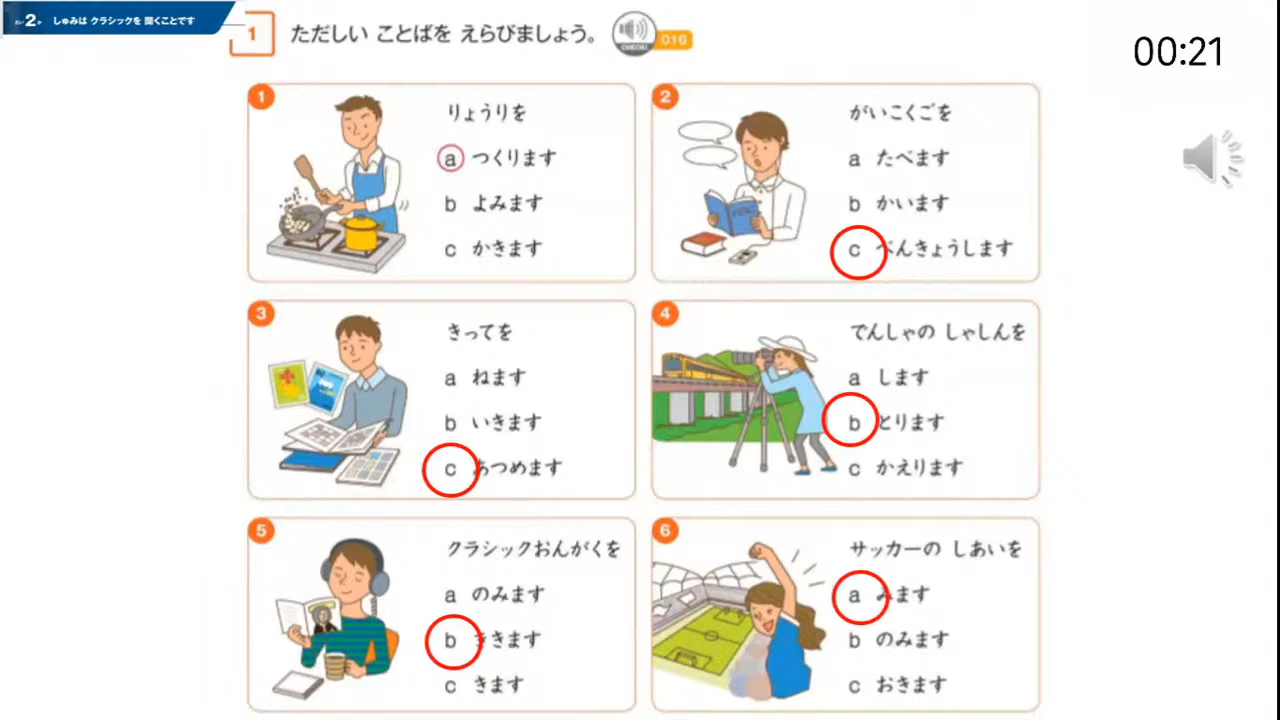 だい2か しゅみは クラシックを 聞くことです
1 ただしい ことばを えらびましょう。 016
00:21
1
りょうりを
a つくります
b よみます
c かきます
2
がいこくごを
a たべます
b かいます
c べんきょうします
3
きってを
a ねます
b いきます
c あつめます
4
でんしゃの しゃしんを
a します
b とります
c かえります
5
クラシックおんがくを
a のみます
b ききます
c きます
6
サッカーの しあいを
a みます
b のみます
c おきます